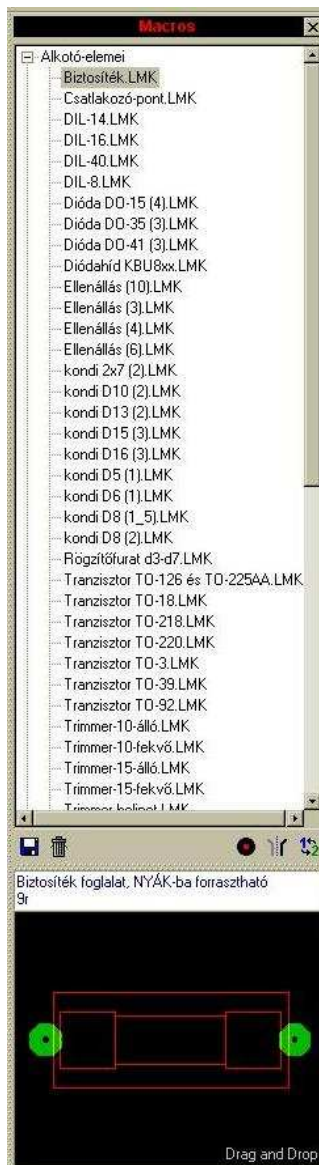 Macros
Alkotó-elemei
Biztosíték.LMK
Csatlakozó-pont.LMK
DIL-14.LMK
DIL-16.LMK
DIL-40.LMK
DIL-8.LMK
Dióda DO-15 (4).LMK
Dióda DO-35 (3).LMK
Dióda DO-41 (3).LMK
Diódahíd KBU8xx.LMK
Ellenállás (10).LMK
Ellenállás (3).LMK
Ellenállás (4).LMK
Ellenállás (6).LMK
kondi 2x7 (2).LMK
kondi D10 (2).LMK
kondi D13 (2).LMK
kondi D15 (3).LMK
kondi D16 (3).LMK
kondi D5 (1).LMK
kondi D6 (1).LMK
kondi D8 (1_5).LMK
kondi D8 (2).LMK
Rögzítőfurat d3-d7.LMK
Tranzisztor TO-126 és TO-225AA.LMK
Tranzisztor TO-18.LMK
Tranzisztor TO-218.LMK
Tranzisztor TO-220.LMK
Tranzisztor TO-3.LMK
Tranzisztor TO-39.LMK
Tranzisztor TO-92.LMK
Trimmer-10-álló.LMK
Trimmer-10-fekvő.LMK
Trimmer-15-álló.LMK
Trimmer-15-fekvő.LMK
Biztosíték foglalat, NYÁK-ba forrasztható
9r
Drag and Drop